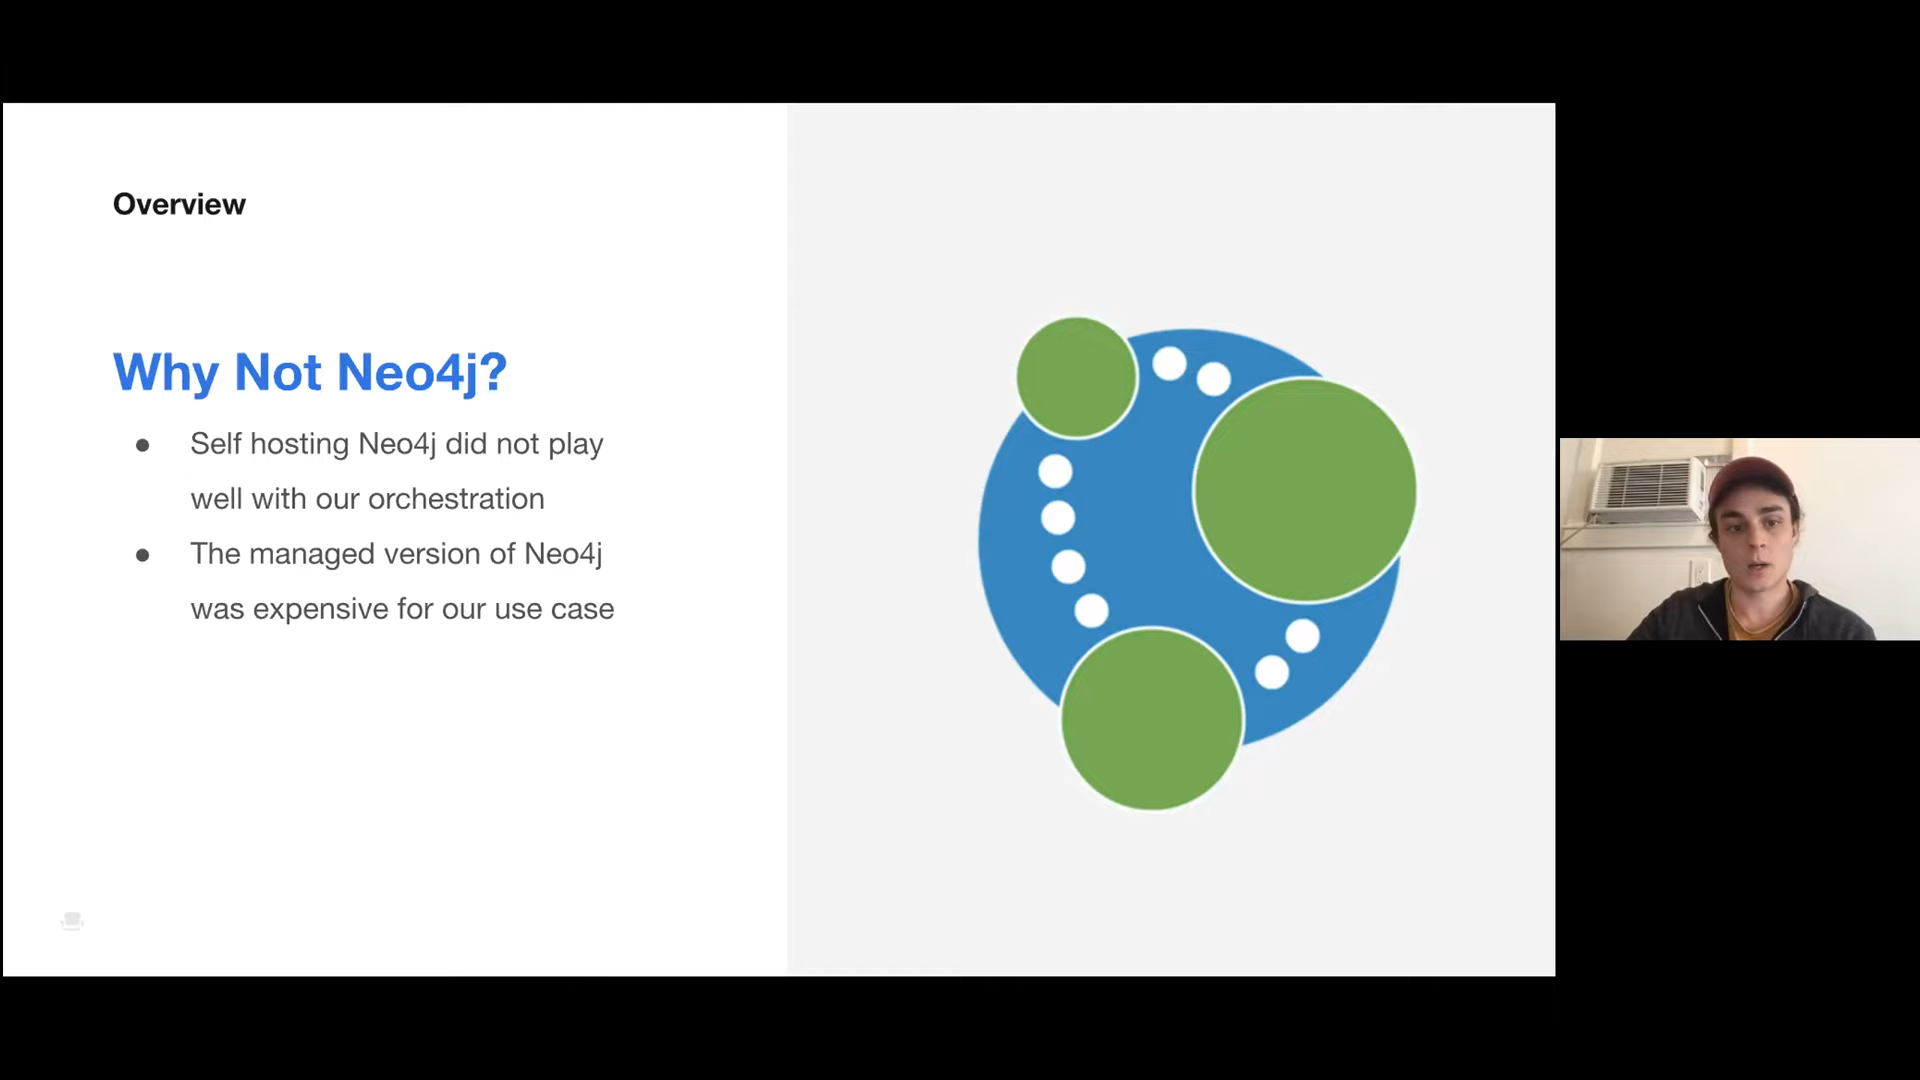 Overview
Why Not Neo4j?
● Self hosting Neo4j did not play
well with our orchestration
● The managed version of Neo4j
was expensive for our use case